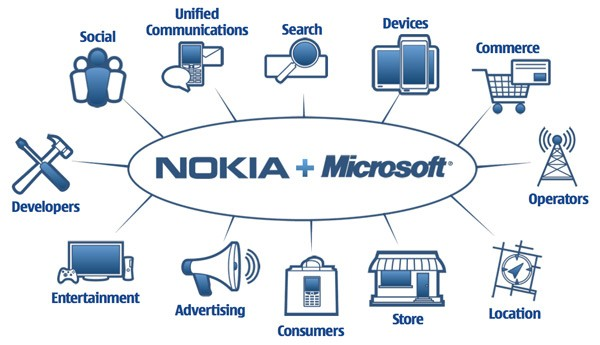 Social
Unified
Communications
Search
Devices
Commerce
Developers
NOKIA + Microsoft®
Operators
Entertainment
Advertising
Consumers
Store
Location